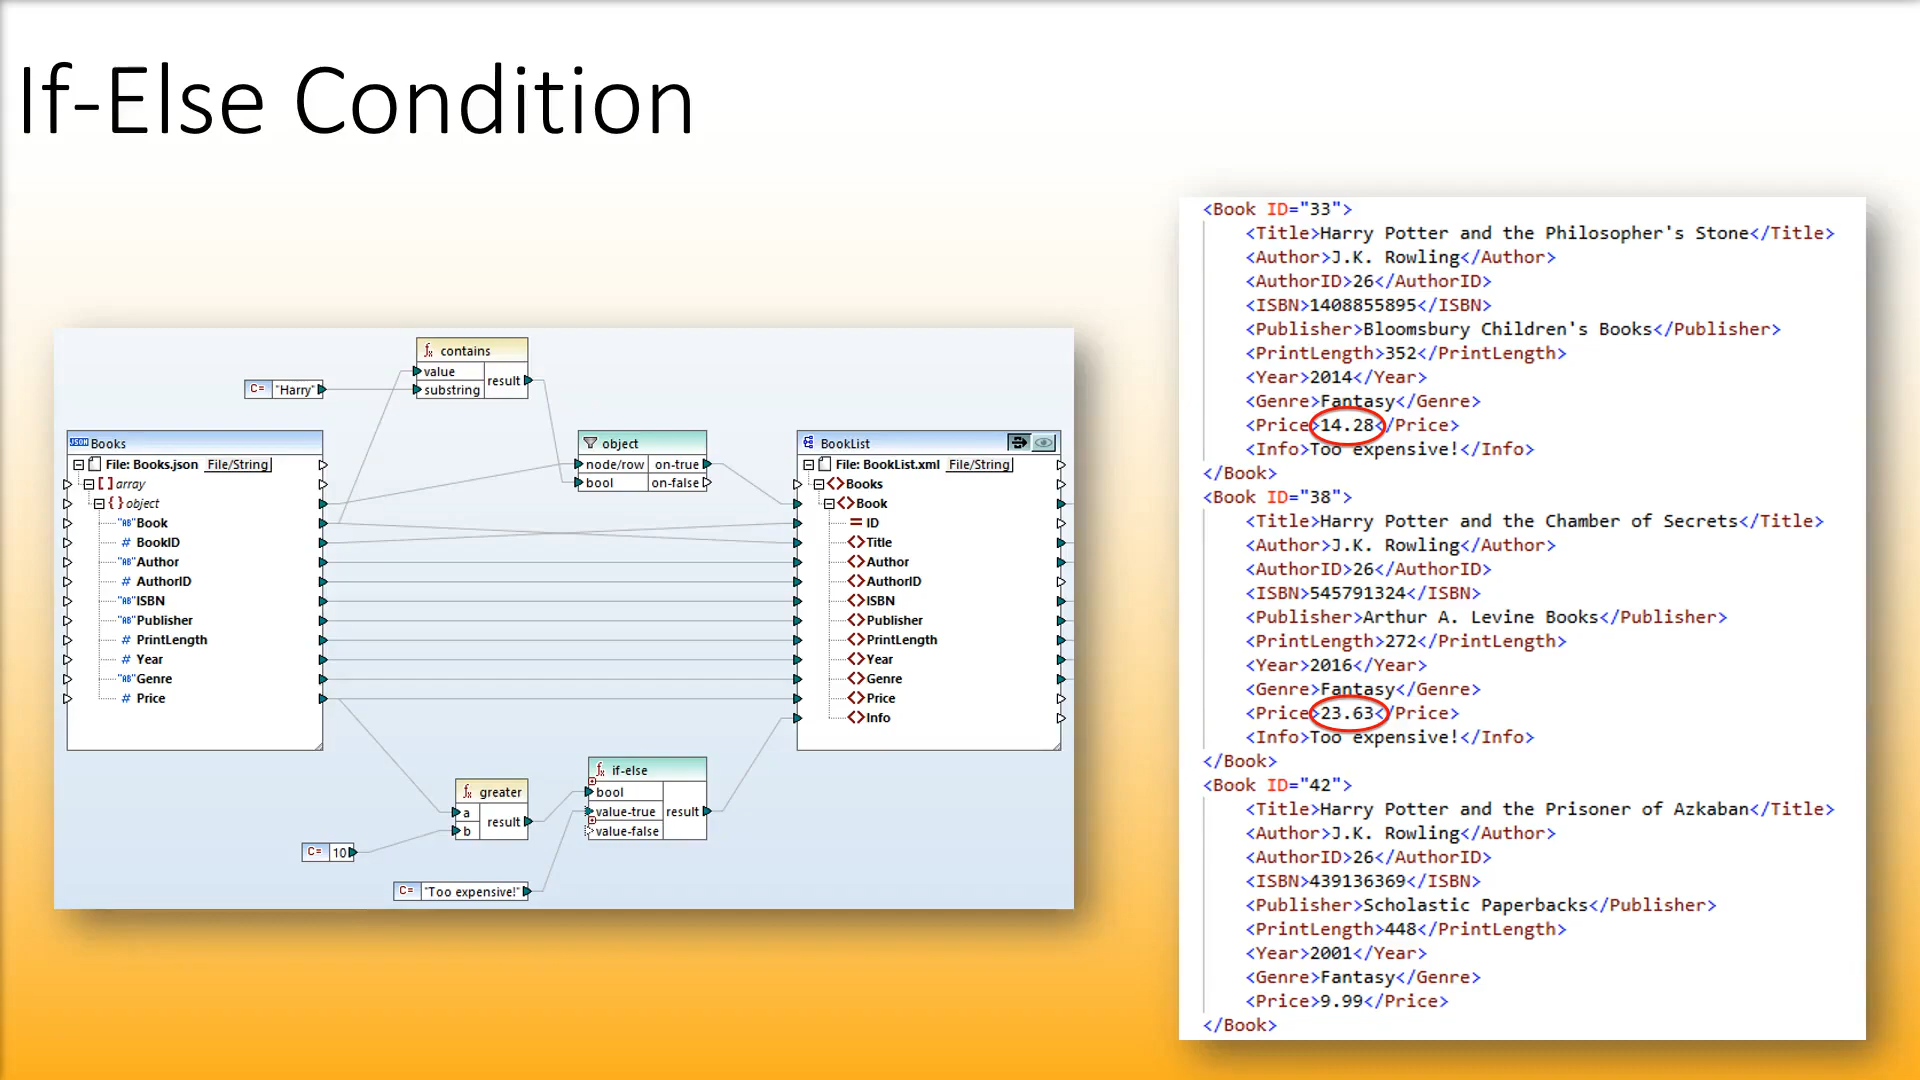 If-Else Condition
contains
value
substring
result
C= "Harry"
JSON Books
File: Books.json File/String
[ ] array
{ } object
"AB" Book
# BookID
"AB" Author
# AuthorID
"AB" ISBN
"AB" Publisher
# PrintLength
# Year
"AB" Genre
# Price
object
node/row on-true
bool on-false
BookList
File: BookList.xml File/String
<> Books
<> Book
= ID
<> Title
<> Author
<> AuthorID
<> ISBN
<> Publisher
<> PrintLength
<> Year
<> Genre
<> Price
<> Info
greater
a
b
result
C= 10
if-else
bool
value-true
value-false
result
C= "Too expensive!"
<Book ID="33">
<Title>Harry Potter and the Philosopher's Stone</Title>
<Author>J.K. Rowling</Author>
<AuthorID>26</AuthorID>
<ISBN>1408855895</ISBN>
<Publisher>Bloomsbury Children's Books</Publisher>
<PrintLength>352</PrintLength>
<Year>2014</Year>
<Genre>Fantasy</Genre>
<Price>14.28</Price>
<Info>Too expensive!</Info>
</Book>
<Book ID="38">
<Title>Harry Potter and the Chamber of Secrets</Title>
<Author>J.K. Rowling</Author>
<AuthorID>26</AuthorID>
<ISBN>545791324</ISBN>
<Publisher>Arthur A. Levine Books</Publisher>
<PrintLength>272</PrintLength>
<Year>2016</Year>
<Genre>Fantasy</Genre>
<Price>23.63</Price>
<Info>Too expensive!</Info>
</Book>
<Book ID="42">
<Title>Harry Potter and the Prisoner of Azkaban</Title>
<Author>J.K. Rowling</Author>
<AuthorID>26</AuthorID>
<ISBN>439136369</ISBN>
<Publisher>Scholastic Paperbacks</Publisher>
<PrintLength>448</PrintLength>
<Year>2001</Year>
<Genre>Fantasy</Genre>
<Price>9.99</Price>
</Book>